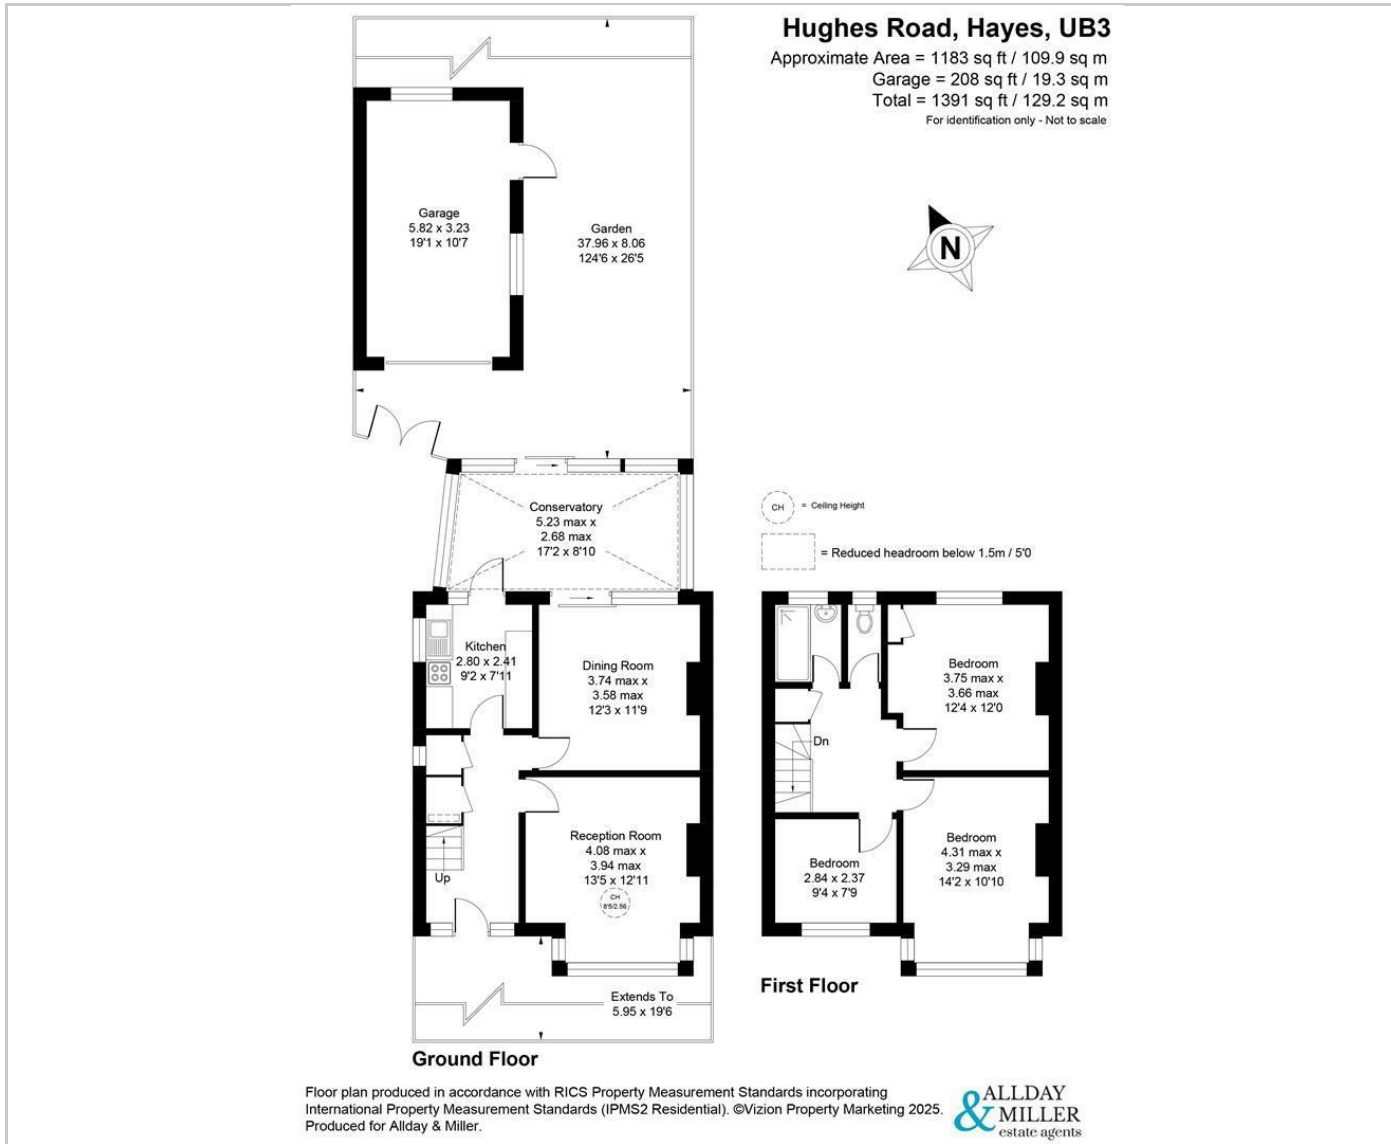 Hughes Road, Hayes, UB3
Approximate Area = 1183 sq ft / 109.9 sq m
Garage = 208 sq ft / 19.3 sq m
Total = 1391 sq ft / 129.2 sq m
For identification only - Not to scale
Garage
5.82 x 3.23
19'1 x 10'7
Garden
37.96 x 8.06
124'6 x 26'5
N
Conservatory
5.23 max x
2.68 max
17'2 x 8'10
CH
= Ceiling Height
= Reduced headroom below 1.5m / 5'0
Kitchen
2.80 x 2.41
9'2 x 7'11
Dining Room
3.74 max x
3.58 max
12'3 x 11'9
Reception Room
4.08 max x
3.94 max
13'5 x 12'11
CH
8'5/2.56
Up
Extends To
5.95 x 19'6
Ground Floor
Bedroom
3.75 max x
3.66 max
12'4 x 12'0
Dn
Bedroom
4.31 max x
3.29 max
14'2 x 10'10
Bedroom
2.84 x 2.37
9'4 x 7'9
First Floor
Floor plan produced in accordance with RICS Property Measurement Standards incorporating
International Property Measurement Standards (IPMS2 Residential). ©Vizion Property Marketing 2025.
Produced for Allday & Miller.
ALLDAY
& MILLER
estate agents